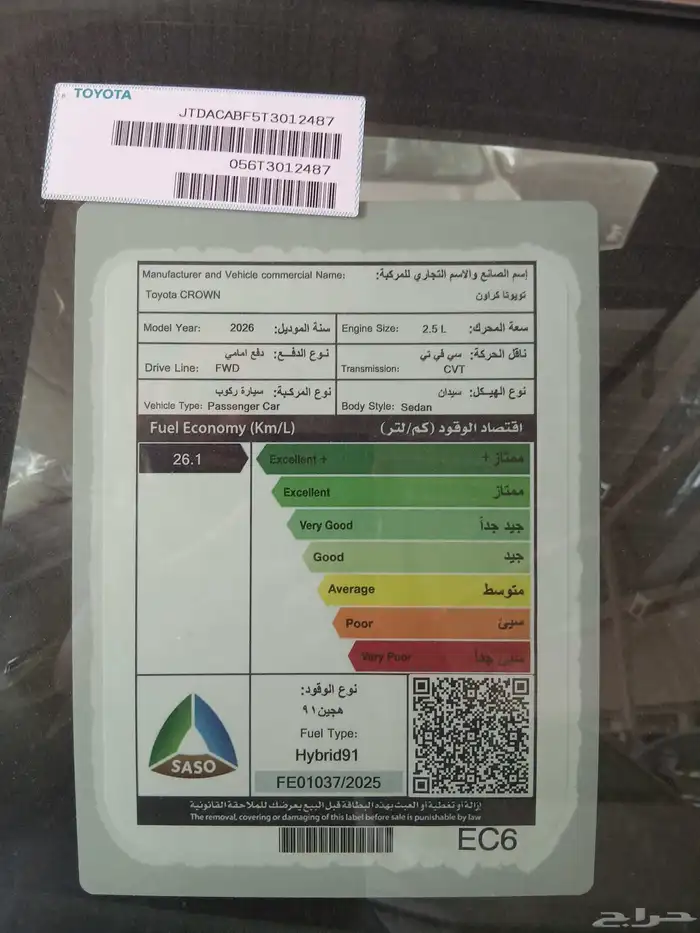 TOYOTA
JTDACABF5T3012487
056T3012487
Manufacturer and Vehicle commercial Name: إسم الصانع والاسم التجاري للمركبة:
Toyota CROWN تويوتا كراون
Model Year: 2026 سنة الموديل: Engine Size: 2.5 L سعة المحرك:
نوع الدفع: دفع امامي ناقل الحركة: سي في تي
Drive Line: FWD Transmission: CVT
نوع المركبة: سيارة ركوب نوع الهيكل: سيدان
Vehicle Type: Passenger Car Body Style: Sedan
Fuel Economy (Km/L) اقتصاد الوقود (كم/لتر)
26.1 Excellent + ممتاز +
Excellent ممتاز
Very Good جيد جداً
Good جيد
Average متوسط
Poor سيئ
Very Poor سيئ جداً
نوع الوقود:
هجين ٩١
Fuel Type:
Hybrid91
FE01037/2025
SASO
إزالة أو تغطية أو العبث بهذه البطاقة قبل البيع يعرضك للملاحقة القانونية
The removal, covering or damaging of this label before sale is punishable by law
EC6
حراج